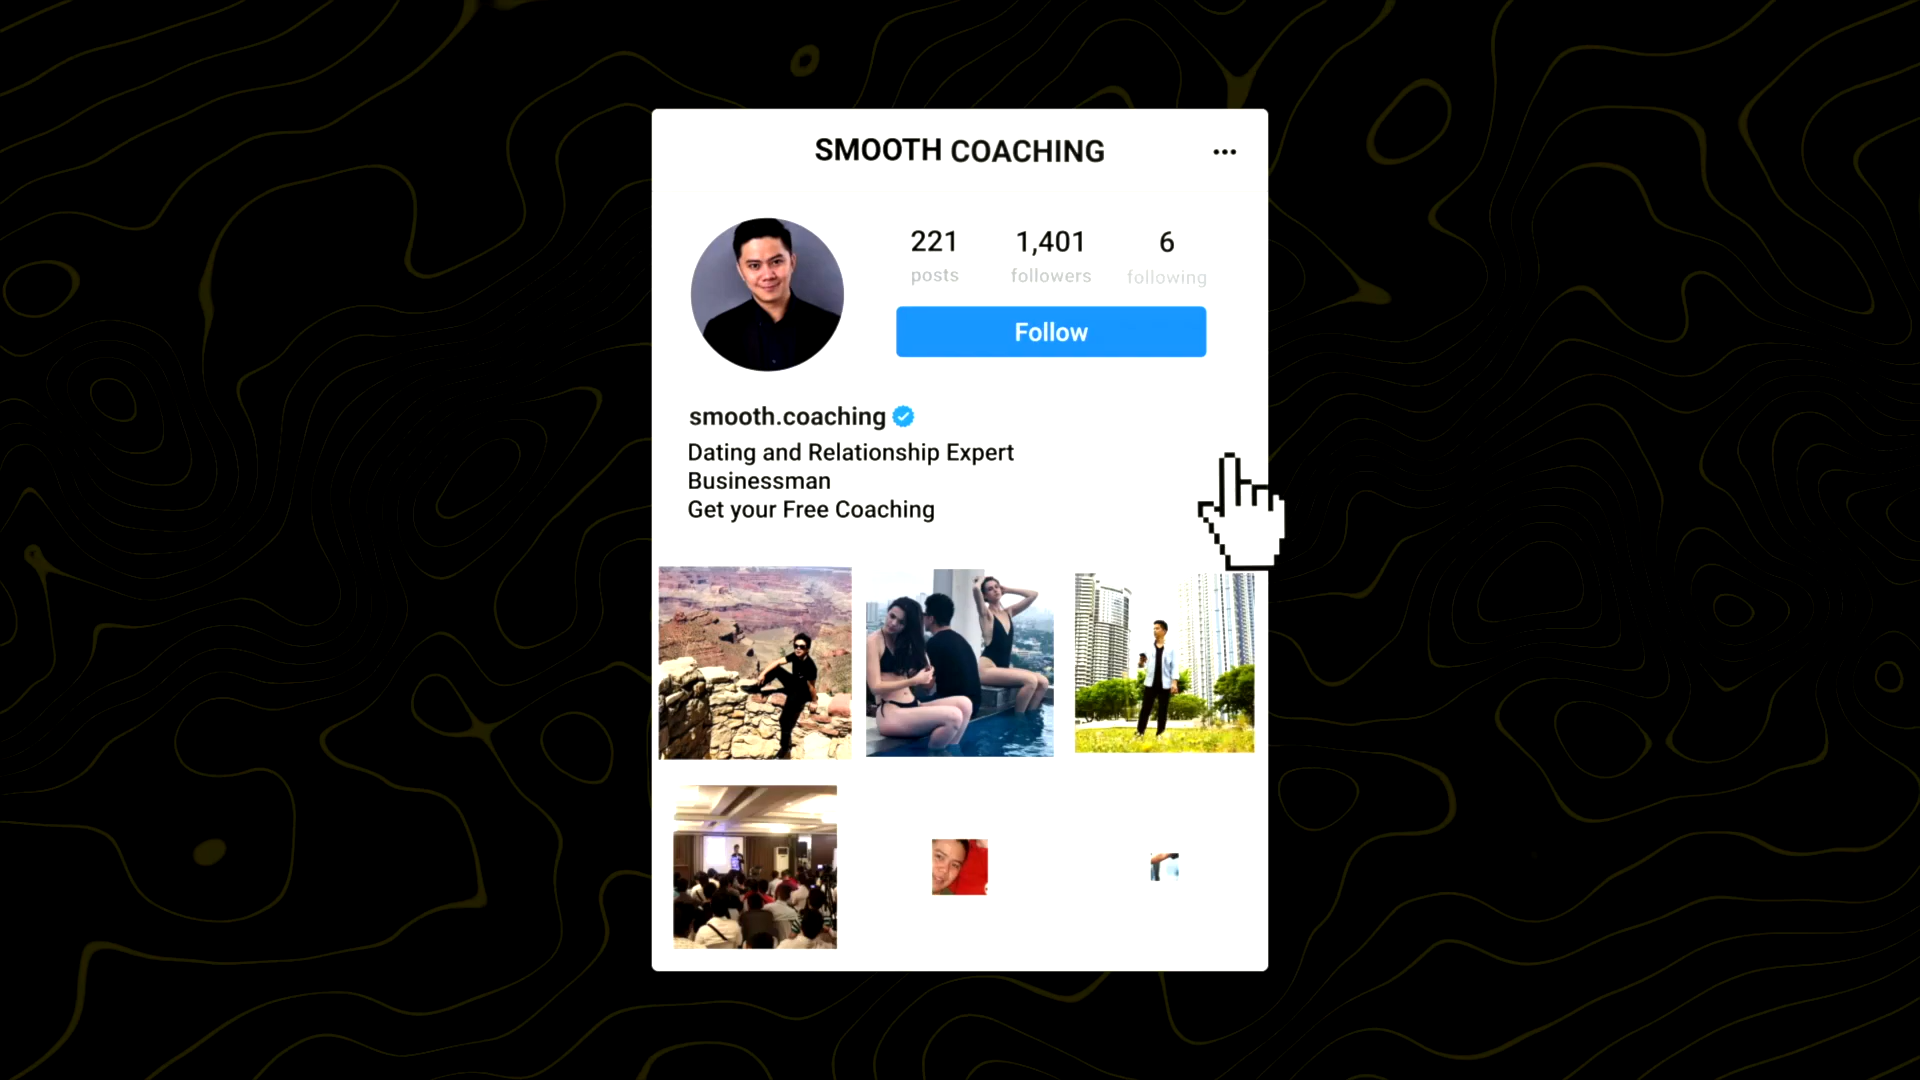 SMOOTH COACHING
221
1,401
6
posts
followers
following
Follow
smooth.coaching
Dating and Relationship Expert
Businessman
Get your Free Coaching